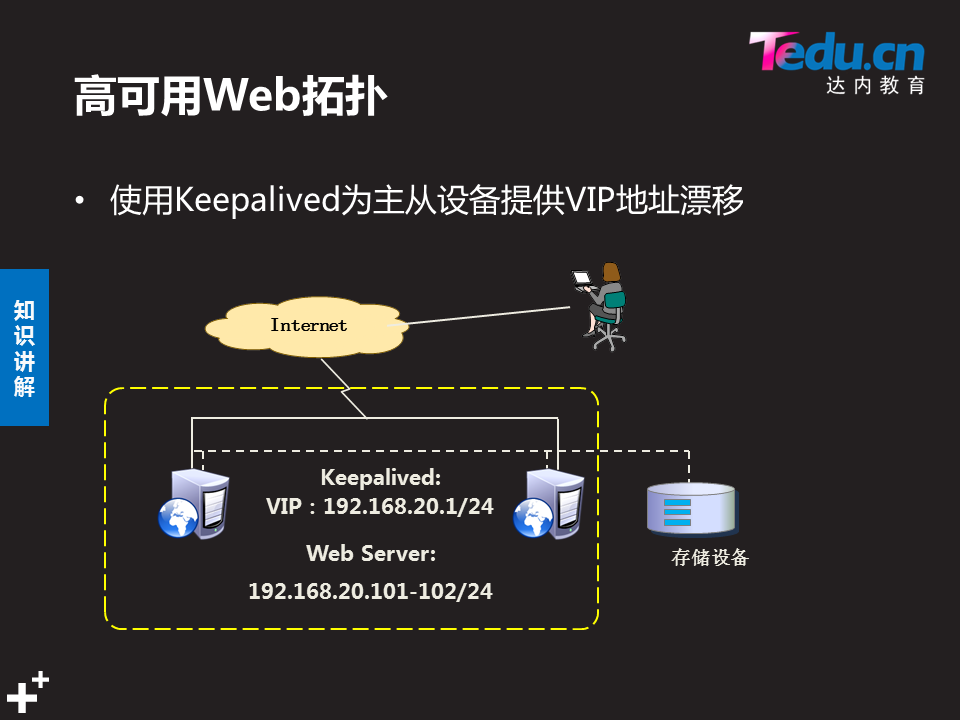 Tedu.cn
达内教育
高可用Web拓扑
• 使用Keepalived为主从设备提供VIP地址漂移
知识讲解
Internet
Keepalived:
VIP：192.168.20.1/24
Web Server:
192.168.20.101-102/24
存储设备